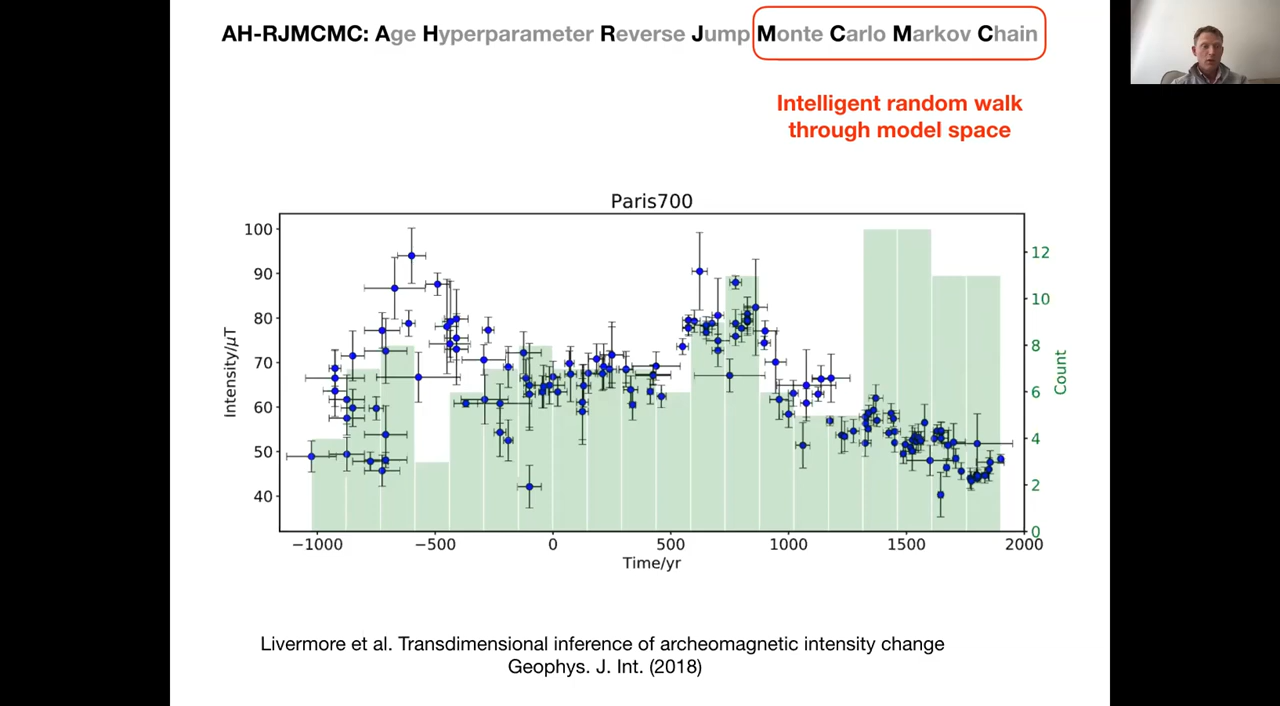 AH-RJMCMC: Age Hyperparameter Reverse Jump Monte Carlo Markov Chain
Intelligent random walk
through model space
Paris700
100
90
80
70
60
50
40
Intensity/μT
12
10
8
6
4
2
0
Count
−1000
−500
0
500
1000
1500
2000
Time/yr
Livermore et al. Transdimensional inference of archeomagnetic intensity change
Geophys. J. Int. (2018)